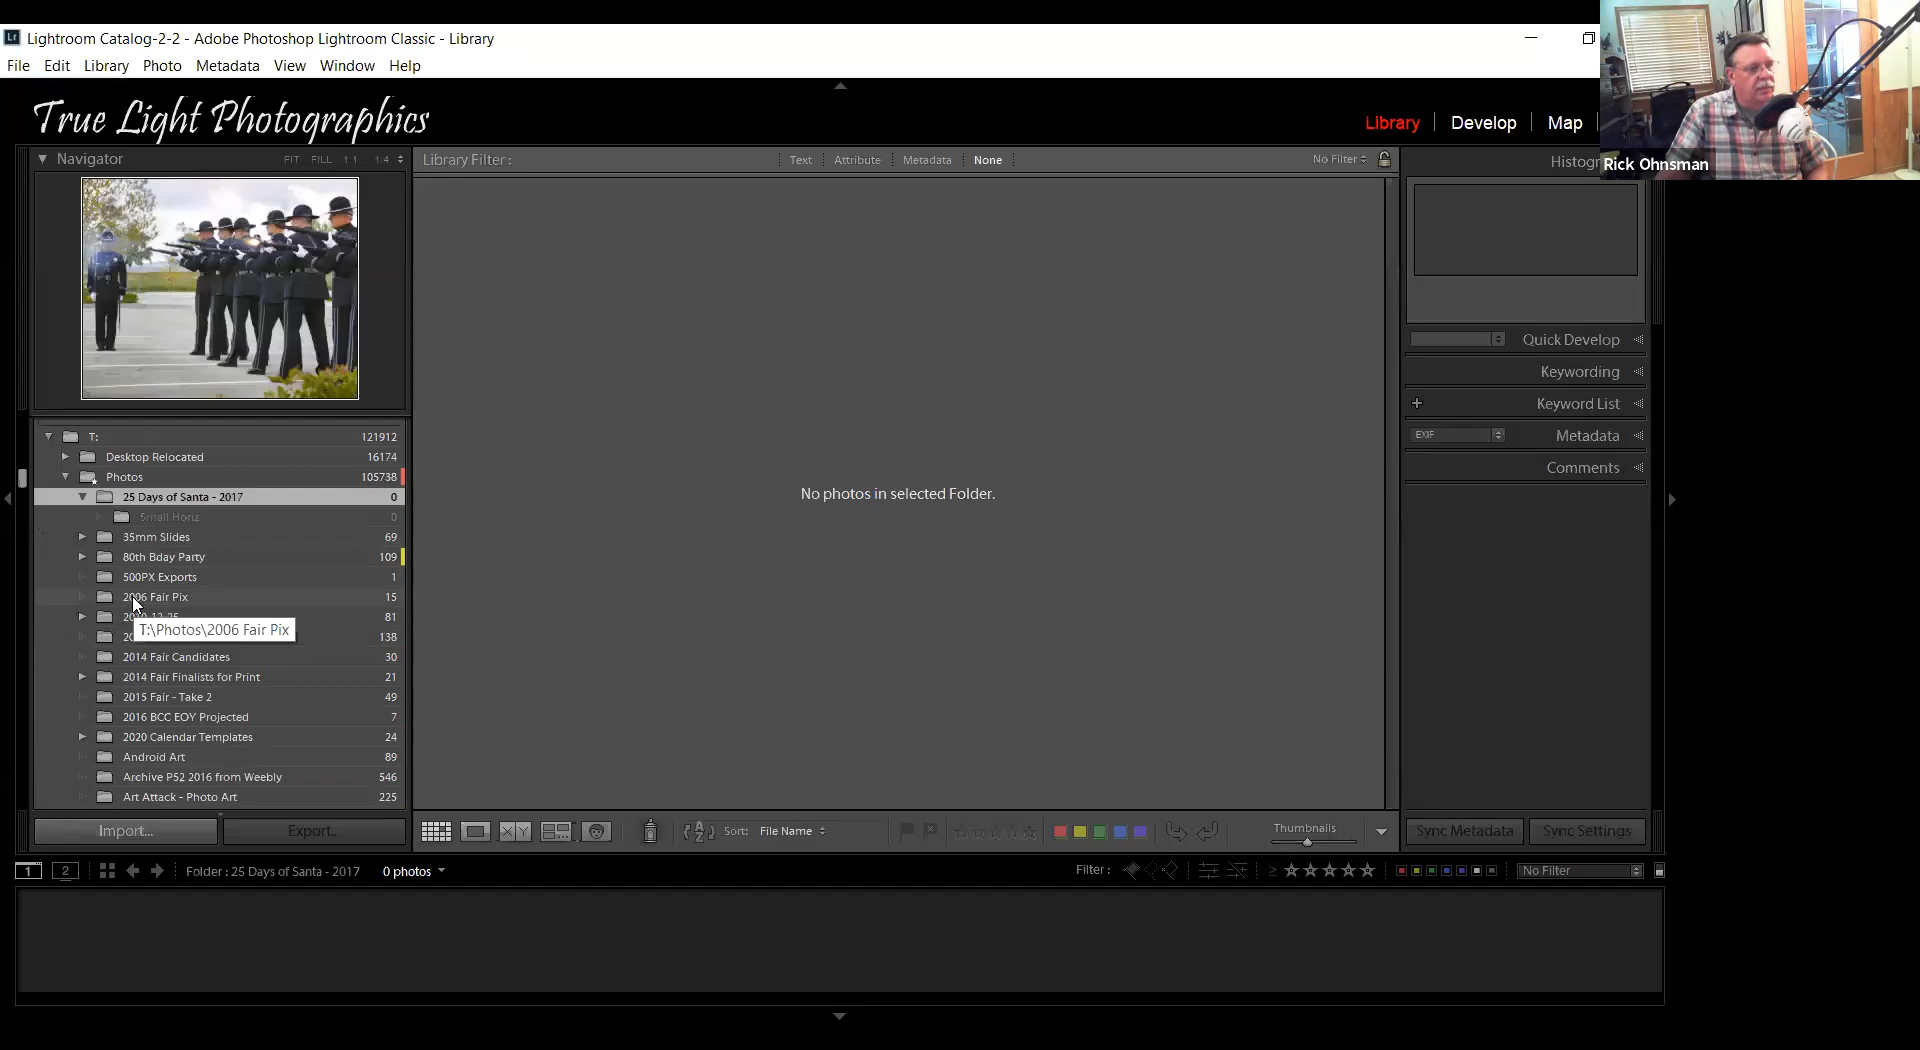 Lightroom Catalog-2-2 - Adobe Photoshop Lightroom Classic - Library
File Edit Library Photo Metadata View Window Help
True Light Photographics
Library | Develop | Map |
Rick Ohnsman
Navigator FIT FILL 1:1 1:4
Library Filter : Text Attribute Metadata None No Filter
T: 121912
Desktop Relocated 16174
Photos 105738
25 Days of Santa - 2017 0
Small Horiz 0
35mm Slides 69
80th Bday Party 109
500PX Exports 1
2006 Fair Pix 15
81
T:\Photos\2006 Fair Pix
138
2014 Fair Candidates 30
2014 Fair Finalists for Print 21
2015 Fair - Take 2 49
2016 BCC EOY Projected 7
2020 Calendar Templates 24
Android Art 89
Archive P52 2016 from Weebly 546
Art Attack - Photo Art 225
Import... Export...
No photos in selected Folder.
Quick Develop
Keywording
+ Keyword List
EXIF Metadata
Comments
Sort: File Name Thumbnails
Sync Metadata Sync Settings
1 2 Folder : 25 Days of Santa - 2017 0 photos Filter : ≥ No Filter